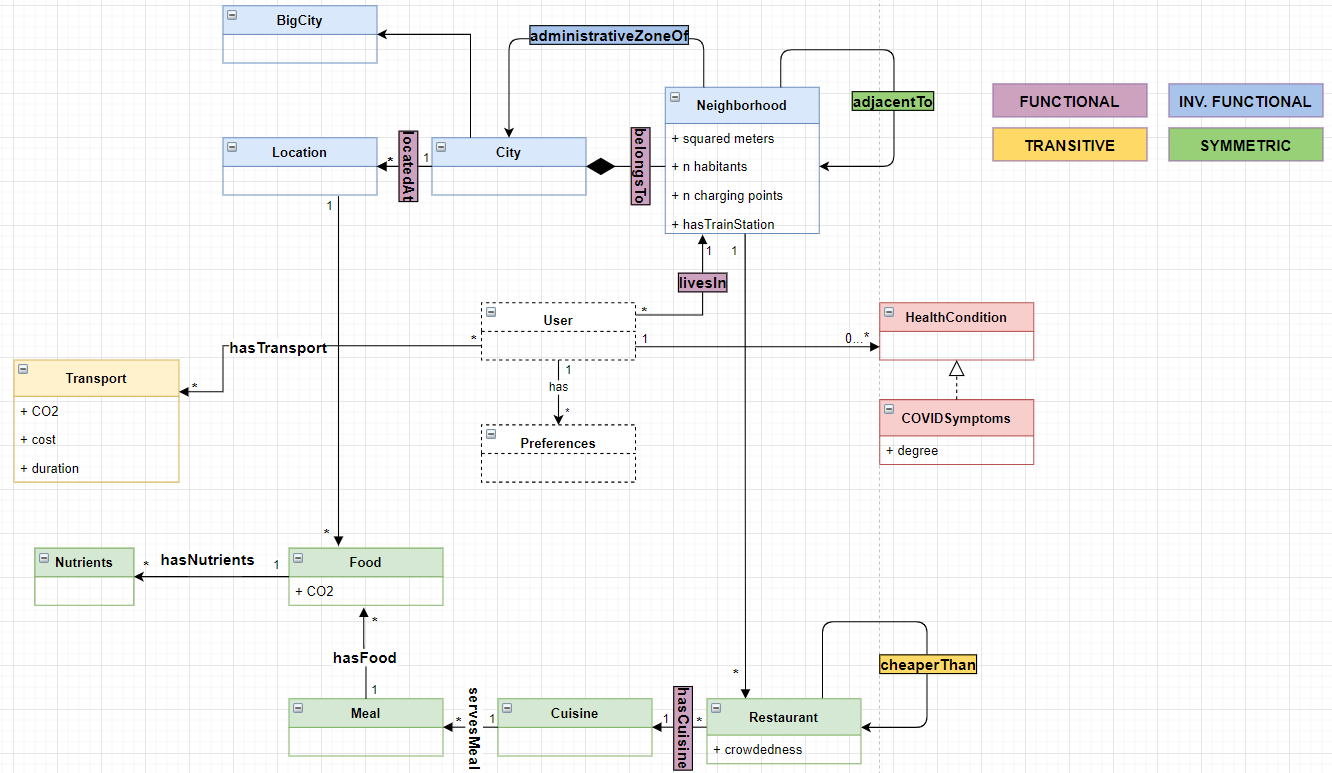 BigCity
administrativeZoneOf
Neighborhood
+ squared meters
+ n habitants
+ n charging points
+ hasTrainStation
adjacentTo
FUNCTIONAL
INV. FUNCTIONAL
TRANSITIVE
SYMMETRIC
Location
*
locatedAt
1
City
belongsTo
1
1
1
livesIn
*
User
*
1
0...*
HealthCondition
hasTransport
*
Transport
+ CO2
+ cost
+ duration
1
has
*
Preferences
COVIDSymptoms
+ degree
*
Nutrients
*
hasNutrients
1
Food
+ CO2
*
hasFood
1
Meal
*
servesMeal
1
Cuisine
1
hasCuisine
*
*
Restaurant
+ crowdedness
cheaperThan